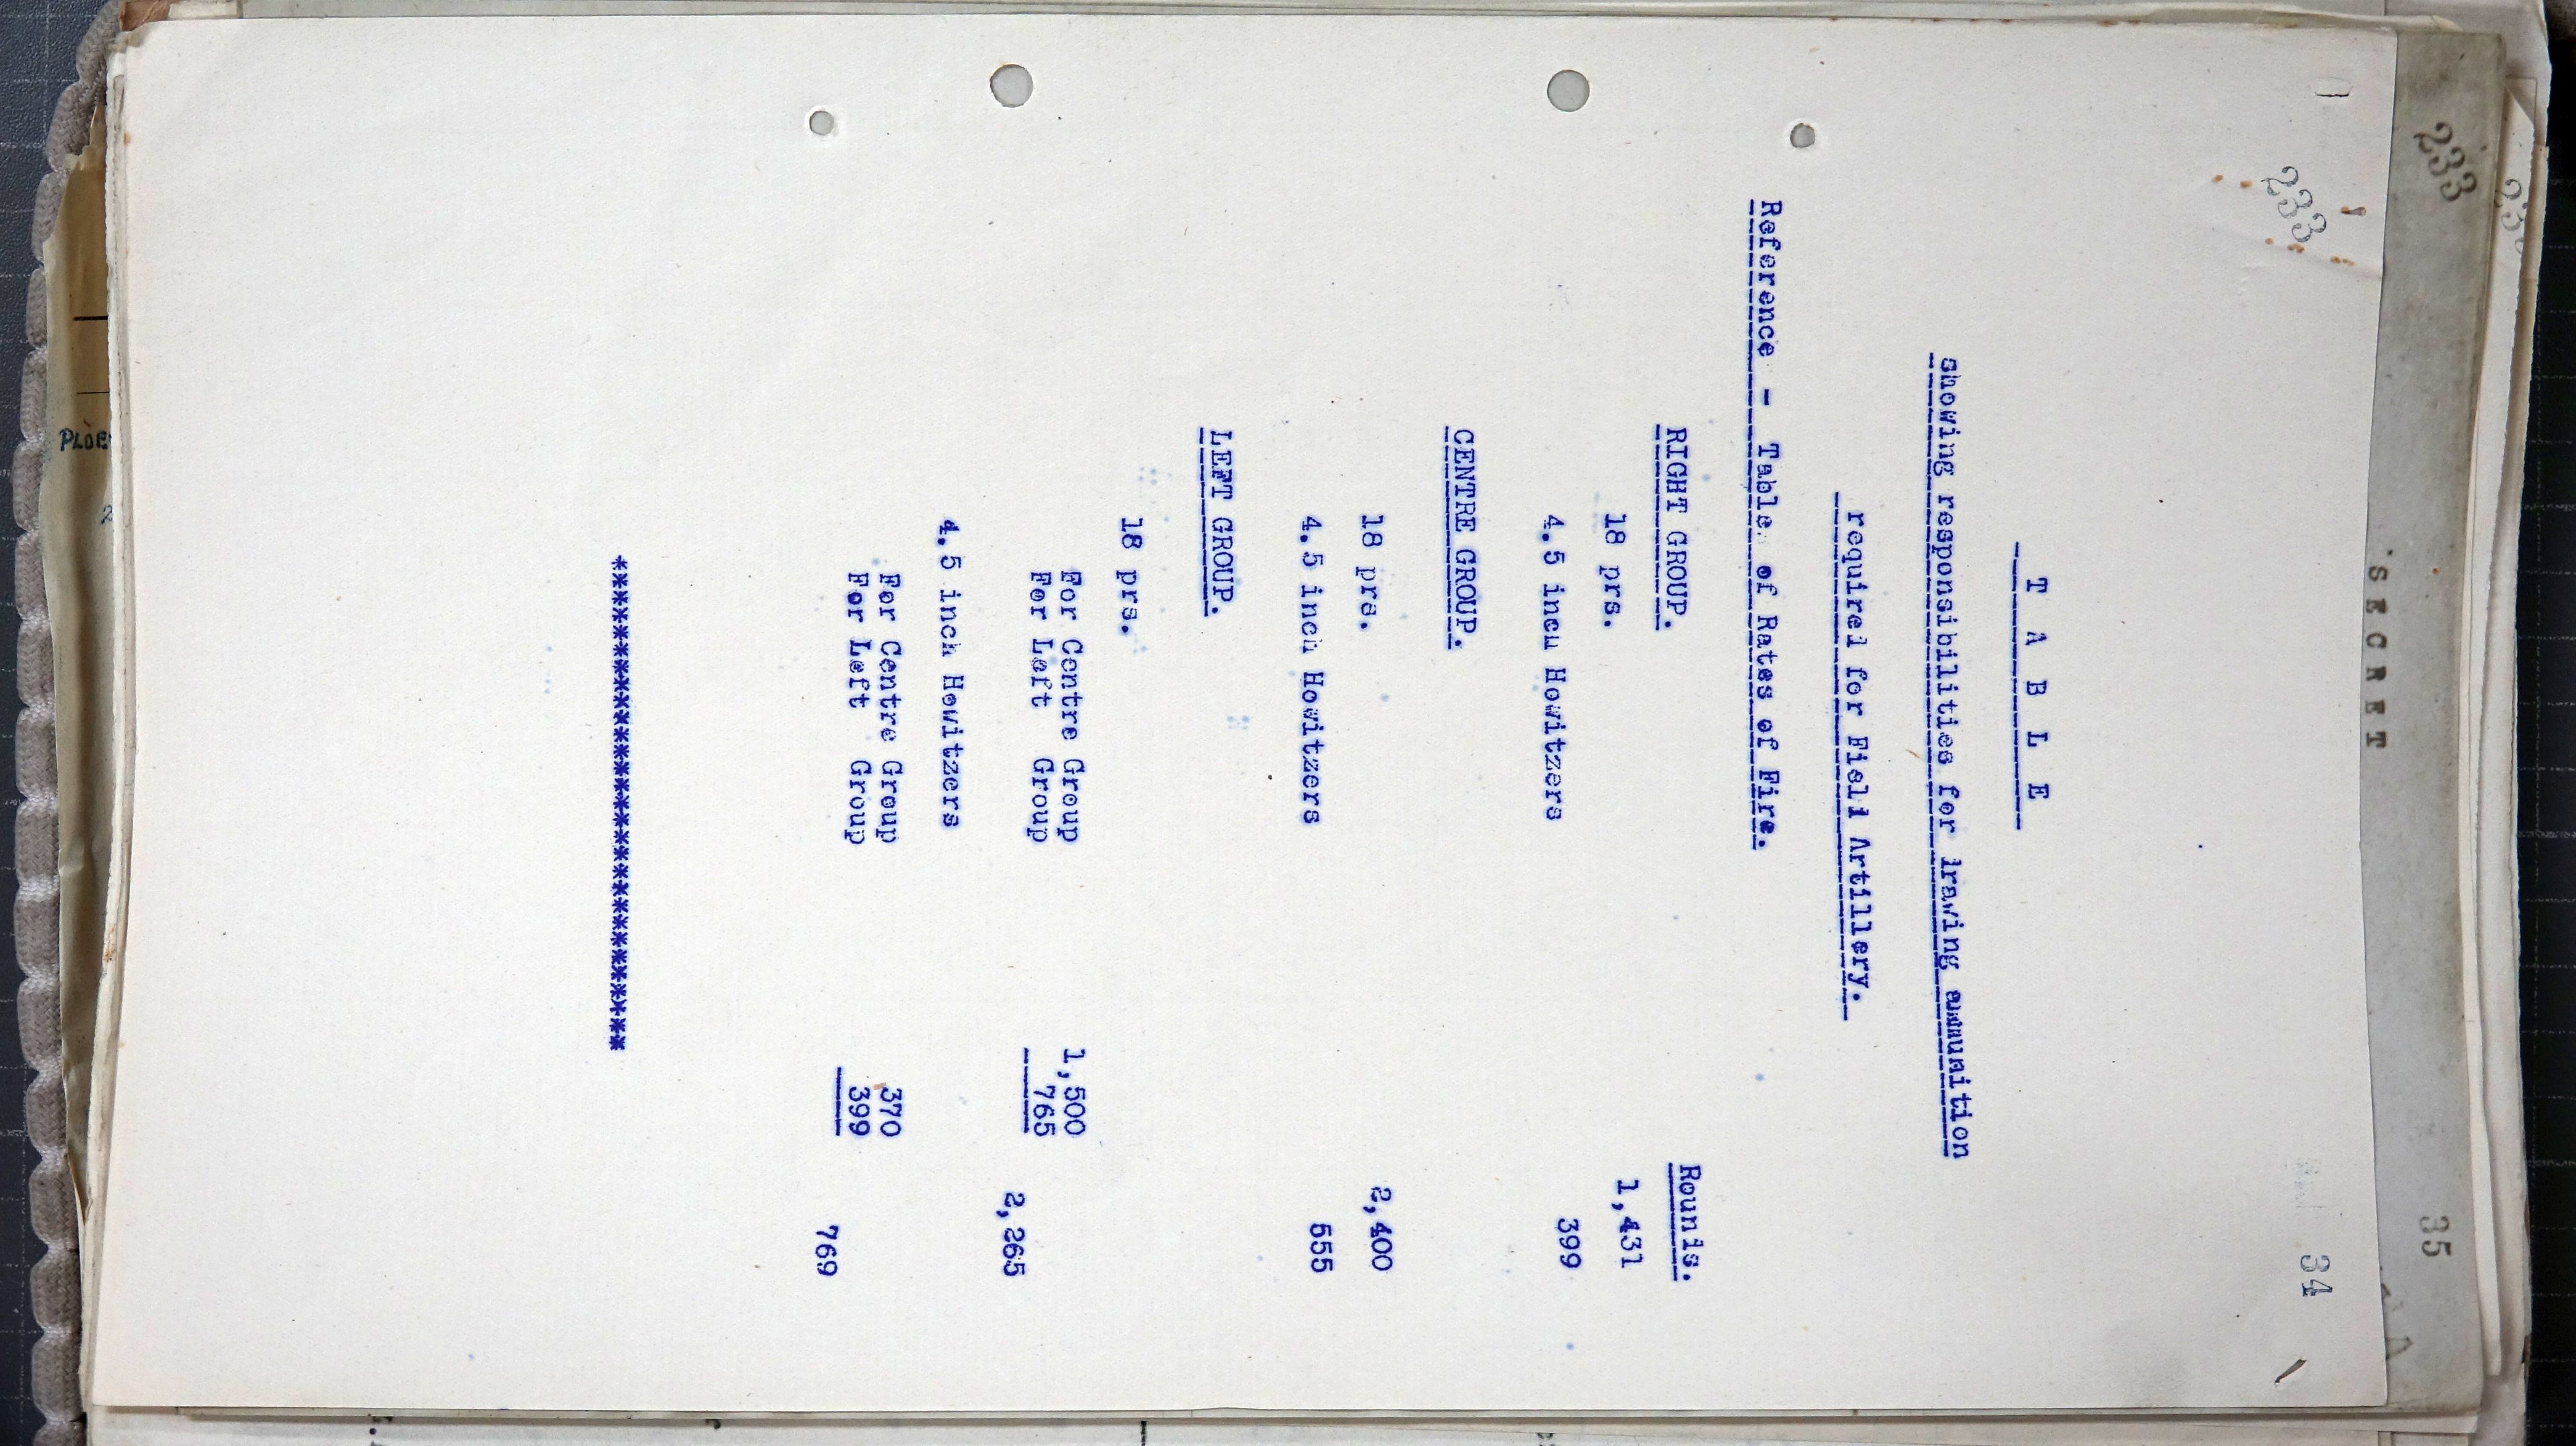 SECRET
35
233
34
233
T A B L E
showing responsibilities for drawing ammunition
required for Field Artillery.
Reference - Table of Rates of Fire.
Rounds.
RIGHT GROUP.
18 prs. 1,431
4.5 inch Howitzers 399
CENTRE GROUP.
18 prs. 2,400
4.5 inch Howitzers 555
LEFT GROUP.
18 prs.
For Centre Group 1,500
For Left Group 765
2,265
4.5 inch Howitzers
For Centre Group 370
For Left Group 399
769
**********************************